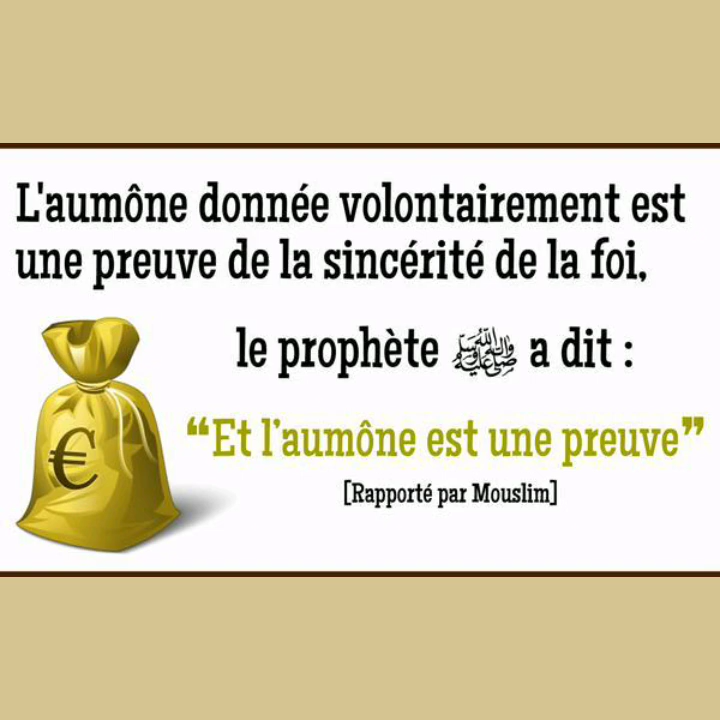 L'aumône donnée volontairement est
une preuve de la sincérité de la foi,
le prophète ﷺ a dit :
“Et l’aumône est une preuve”
[Rapporté par Mouslim]
€